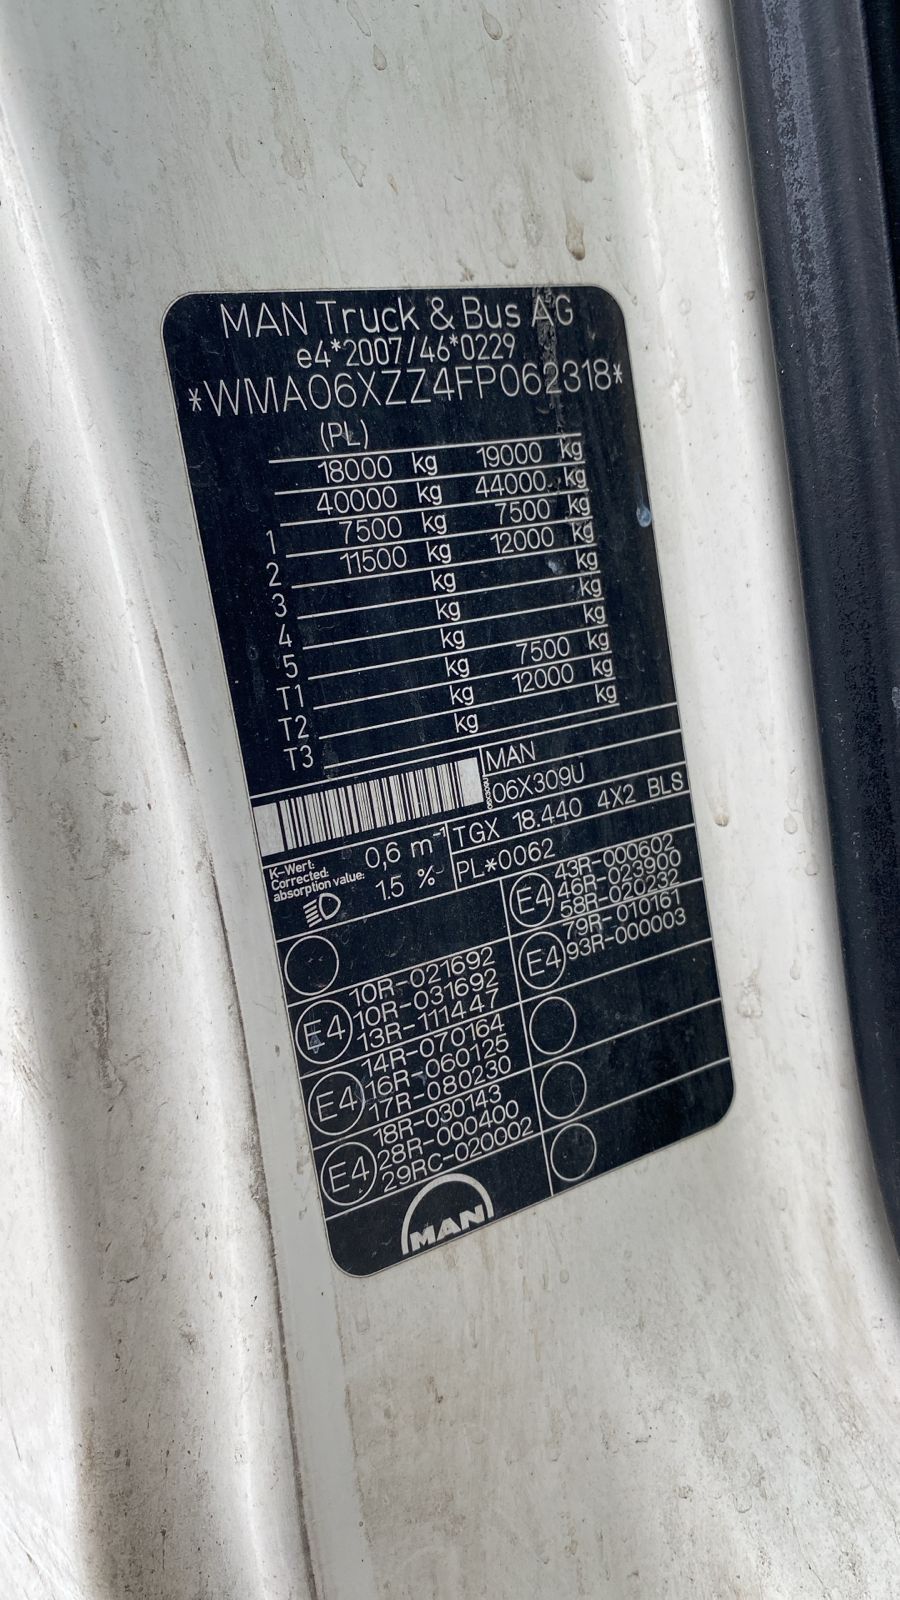 MAN Truck & Bus AG
e4*2007/46*0229
*WMA06XZZ4FP062318*
(PL)
18000 kg 19000 kg
40000 kg 44000 kg
1 7500 kg 7500 kg
2 11500 kg 12000 kg
3 kg kg
4 kg kg
5 kg kg
T1 kg 7500 kg
T2 kg 12000 kg
T3 kg kg
MAN
06X309U
K-Wert:
Corrected
absorption value:
0,6 m-1
TGX 18.440 4X2 BLS
1.5 %
PL*0062
E4
43R-000602
46R-023900
58R-020232
E4
79R-010161
93R-000003
E4
10R-021692
10R-031692
13R-111447
E4
14R-070164
16R-060125
17R-080230
E4
18R-030143
28R-000400
29RC-020002
MAN